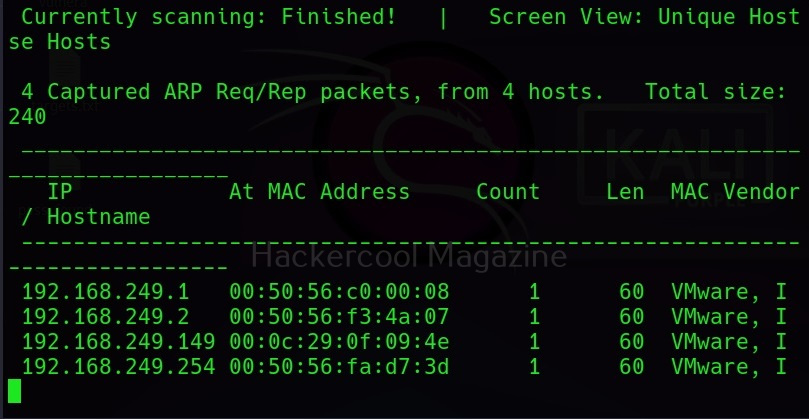 Currently scanning: Finished!   |   Screen View: Unique Host
se Hosts
4 Captured ARP Req/Rep packets, from 4 hosts.   Total size:
240
_____________________________________________________________________________
IP            At MAC Address     Count     Len  MAC Vendor
/ Hostname
-----------------------------------------------------------------------------
Hackercool Magazine
192.168.249.1   00:50:56:c0:00:08      1      60  VMware, I
192.168.249.2   00:50:56:f3:4a:07      1      60  VMware, I
192.168.249.149 00:0c:29:0f:09:4e      1      60  VMware, I
192.168.249.254 00:50:56:fa:d7:3d      1      60  VMware, I
KALI